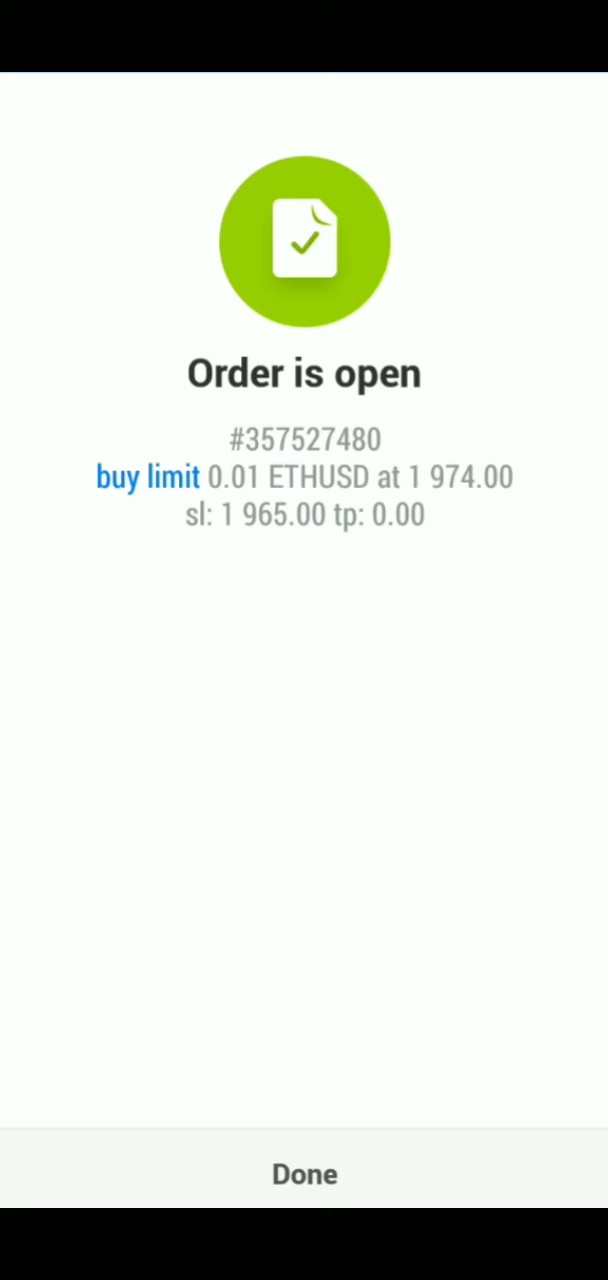 Order is open
#357527480
buy limit 0.01 ETHUSD at 1 974.00
sl: 1 965.00 tp: 0.00
Done